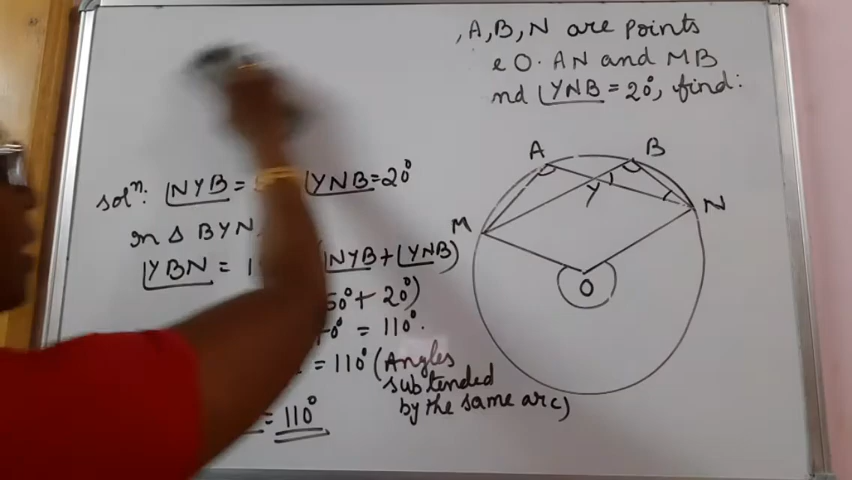 , A, B, N are points
e O. AN and MB
nd ∠YNB = 20°, find:
A
B
Y
M
N
O
solⁿ: ∠NYB = ∠YNB = 20°
In Δ BYN,
∠YBN = 1 (∠NYB + ∠YNB)
50° + 20°)
0° = 110°.
= 110° (Angles
subtended
by the same arc)
= 110°